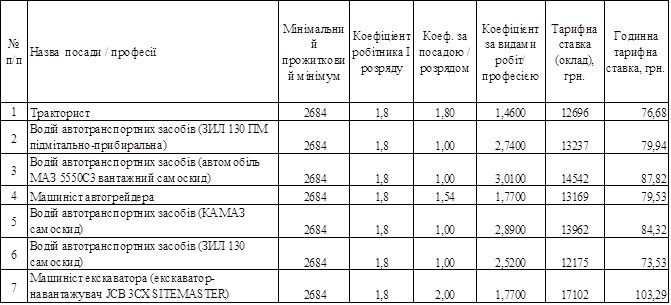 № п/п | Назва посади / професії | Мінімальний прожитковий мінімум | Коефіцієнт робітника І розряду | Коеф. за посадою / розрядом | Коефіцієнт за видами робіт/ професією | Тарифна ставка (оклад), грн. | Годинна тарифна ставка, грн.
1 Тракторист 2684 1,8 1,80 1,4600 12696 76,68
Водій автотранспортних засобів (ЗИЛ 130 ПМ
2 підмітально-прибиральна) 2684 1,8 1,00 2,7400 13237 79,94
Водій автотранспортних засобів (автомобіль
3 МАЗ 5550С3 вантажний самоскид) 2684 1,8 1,00 3,0100 14542 87,82
4 Машиніст автогрейдера 2684 1,8 1,54 1,7700 13169 79,53
Водій автотранспортних засобів (КАМАЗ
5 самоскид) 2684 1,8 1,00 2,8900 13962 84,32
Водій автотранспортних засобів (ЗИЛ 130
6 самоскид) 2684 1,8 1,00 2,5200 12175 73,53
Машиніст екскаватора (екскаватор-
7 навантажувач JCB 3CX SITEMASTER) 2684 1,8 2,00 1,7700 17102 103,29